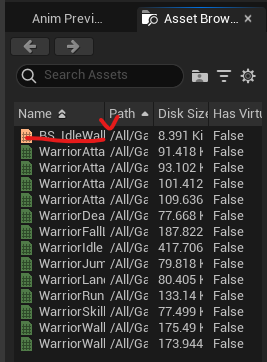 Anim Previ... Asset Brow... ×
Search Assets
Name Path Disk Size Has Virtu
BS_IdleWall /All/Ga 8.391 Ki False
WarriorAtta /All/Ga 91.418 K False
WarriorAtta /All/Ga 93.102 K False
WarriorAtta /All/Ga 101.412 False
WarriorAtta /All/Ga 109.636 False
WarriorDea /All/Ga 77.668 K False
WarriorFallI /All/Ga 187.822 False
WarriorIdle /All/Ga 417.706 False
WarriorJum /All/Ga 79.818 K False
WarriorLan /All/Ga 80.405 K False
WarriorRun /All/Ga 133.14 K False
WarriorSkil /All/Ga 77.499 K False
WarriorWall /All/Ga 175.49 K False
WarriorWall /All/Ga 173.944 False